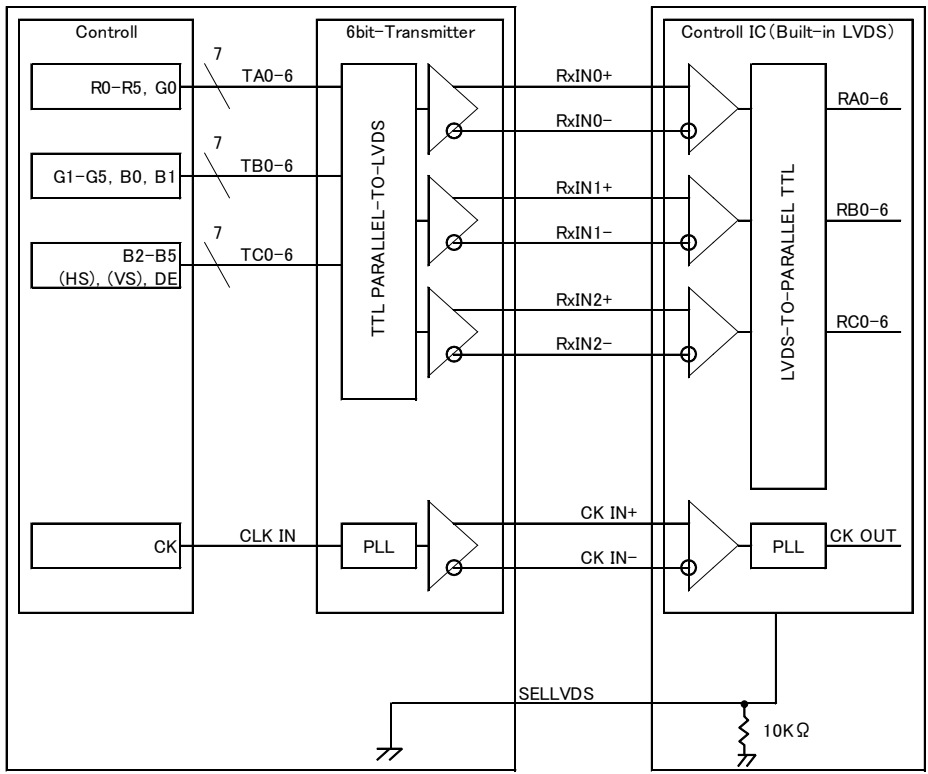 Controll
6bit-Transmitter
Controll IC(Built-in LVDS)
R0-R5, G0
7
TA0-6
RxIN0+
RxIN0-
RA0-6
G1-G5, B0, B1
7
TB0-6
RxIN1+
RxIN1-
RB0-6
B2-B5
(HS), (VS), DE
7
TC0-6
RxIN2+
RxIN2-
RC0-6
TTL PARALLEL-TO-LVDS
LVDS-TO-PARALLEL TTL
CK
CLK IN
PLL
CK IN+
CK IN-
PLL
CK OUT
SELLVDS
10KΩ